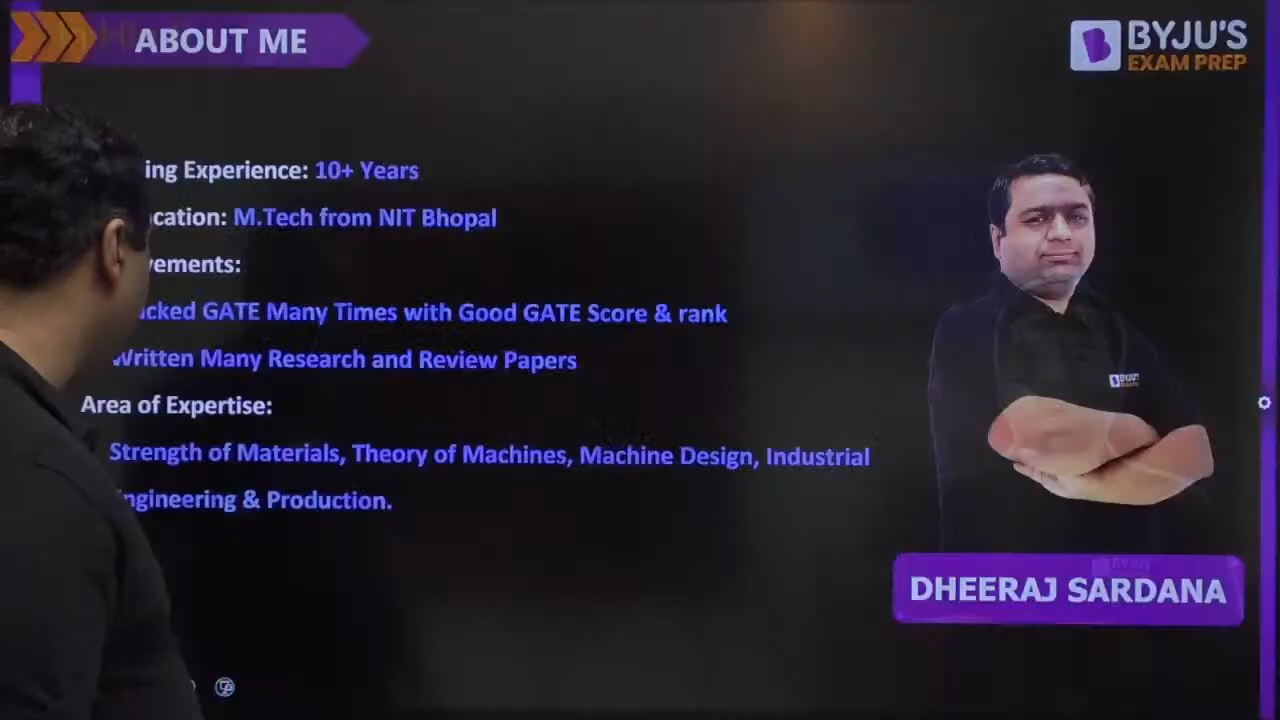 ABOUT ME
BYJU'S
EXAM PREP
ing Experience: 10+ Years
cation: M.Tech from NIT Bhopal
vements:
cked GATE Many Times with Good GATE Score & rank
Written Many Research and Review Papers
Area of Expertise:
Strength of Materials, Theory of Machines, Machine Design, Industrial
ngineering & Production.
BYJU'S
DHEERAJ SARDANA